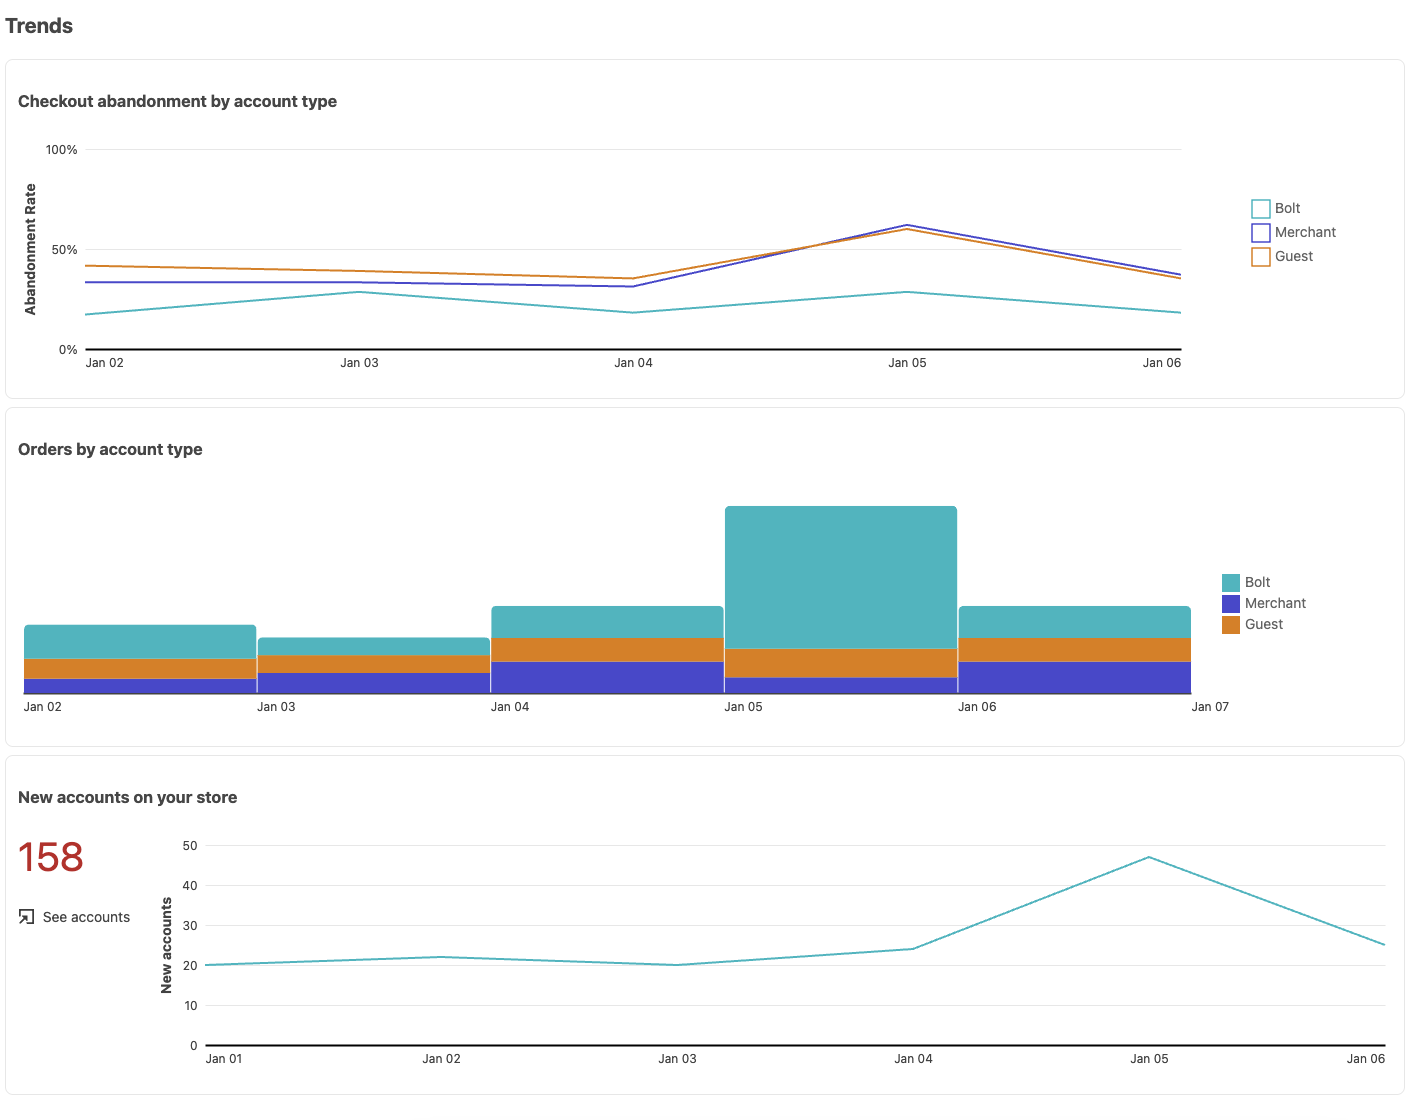 Trends
Checkout abandonment by account type
100%
50%
0%
Abandonment Rate
Jan 02
Jan 03
Jan 04
Jan 05
Jan 06
Bolt
Merchant
Guest
Orders by account type
Jan 02
Jan 03
Jan 04
Jan 05
Jan 06
Jan 07
Bolt
Merchant
Guest
New accounts on your store
158
See accounts
New accounts
50
40
30
20
10
0
Jan 01
Jan 02
Jan 03
Jan 04
Jan 05
Jan 06